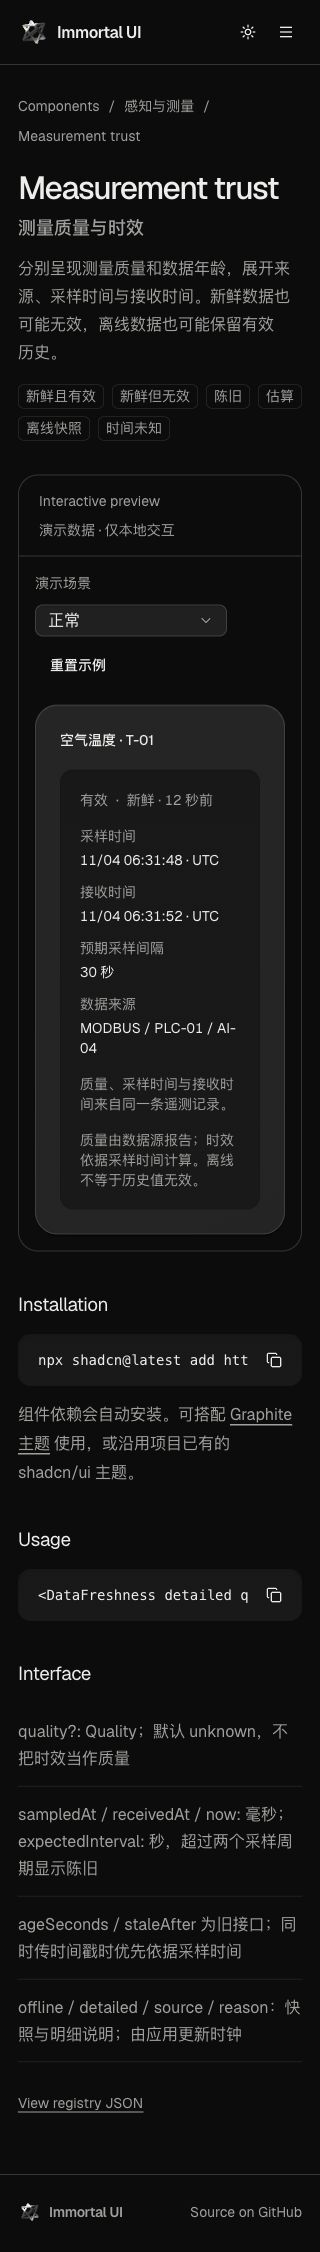 Immortal UI
Components / 感知与测量 /
Measurement trust
Measurement trust
测量质量与时效
分别呈现测量质量和数据年龄，展开来
源、采样时间与接收时间。新鲜数据也
可能无效，离线数据也可能保留有效
历史。
新鲜且有效 新鲜但无效 陈旧 估算
离线快照 时间未知
Interactive preview
演示数据 · 仅本地交互
演示场景
正常
重置示例
空气温度 · T-01
有效 · 新鲜 · 12 秒前
采样时间
11/04 06:31:48 · UTC
接收时间
11/04 06:31:52 · UTC
预期采样间隔
30 秒
数据来源
MODBUS / PLC-01 / AI-
04
质量、采样时间与接收时
间来自同一条遥测记录。
质量由数据源报告；时效
依据采样时间计算。离线
不等于历史值无效。
Installation
npx shadcn@latest add htt
组件依赖会自动安装。可搭配 Graphite
主题 使用，或沿用项目已有的
shadcn/ui 主题。
Usage
<DataFreshness detailed q
Interface
quality?: Quality；默认 unknown，不
把时效当作质量
sampledAt / receivedAt / now: 毫秒；
expectedInterval: 秒，超过两个采样周
期显示陈旧
ageSeconds / staleAfter 为旧接口；同
时传时间戳时优先依据采样时间
offline / detailed / source / reason：快
照与明细说明；由应用更新时钟
View registry JSON
Immortal UI Source on GitHub